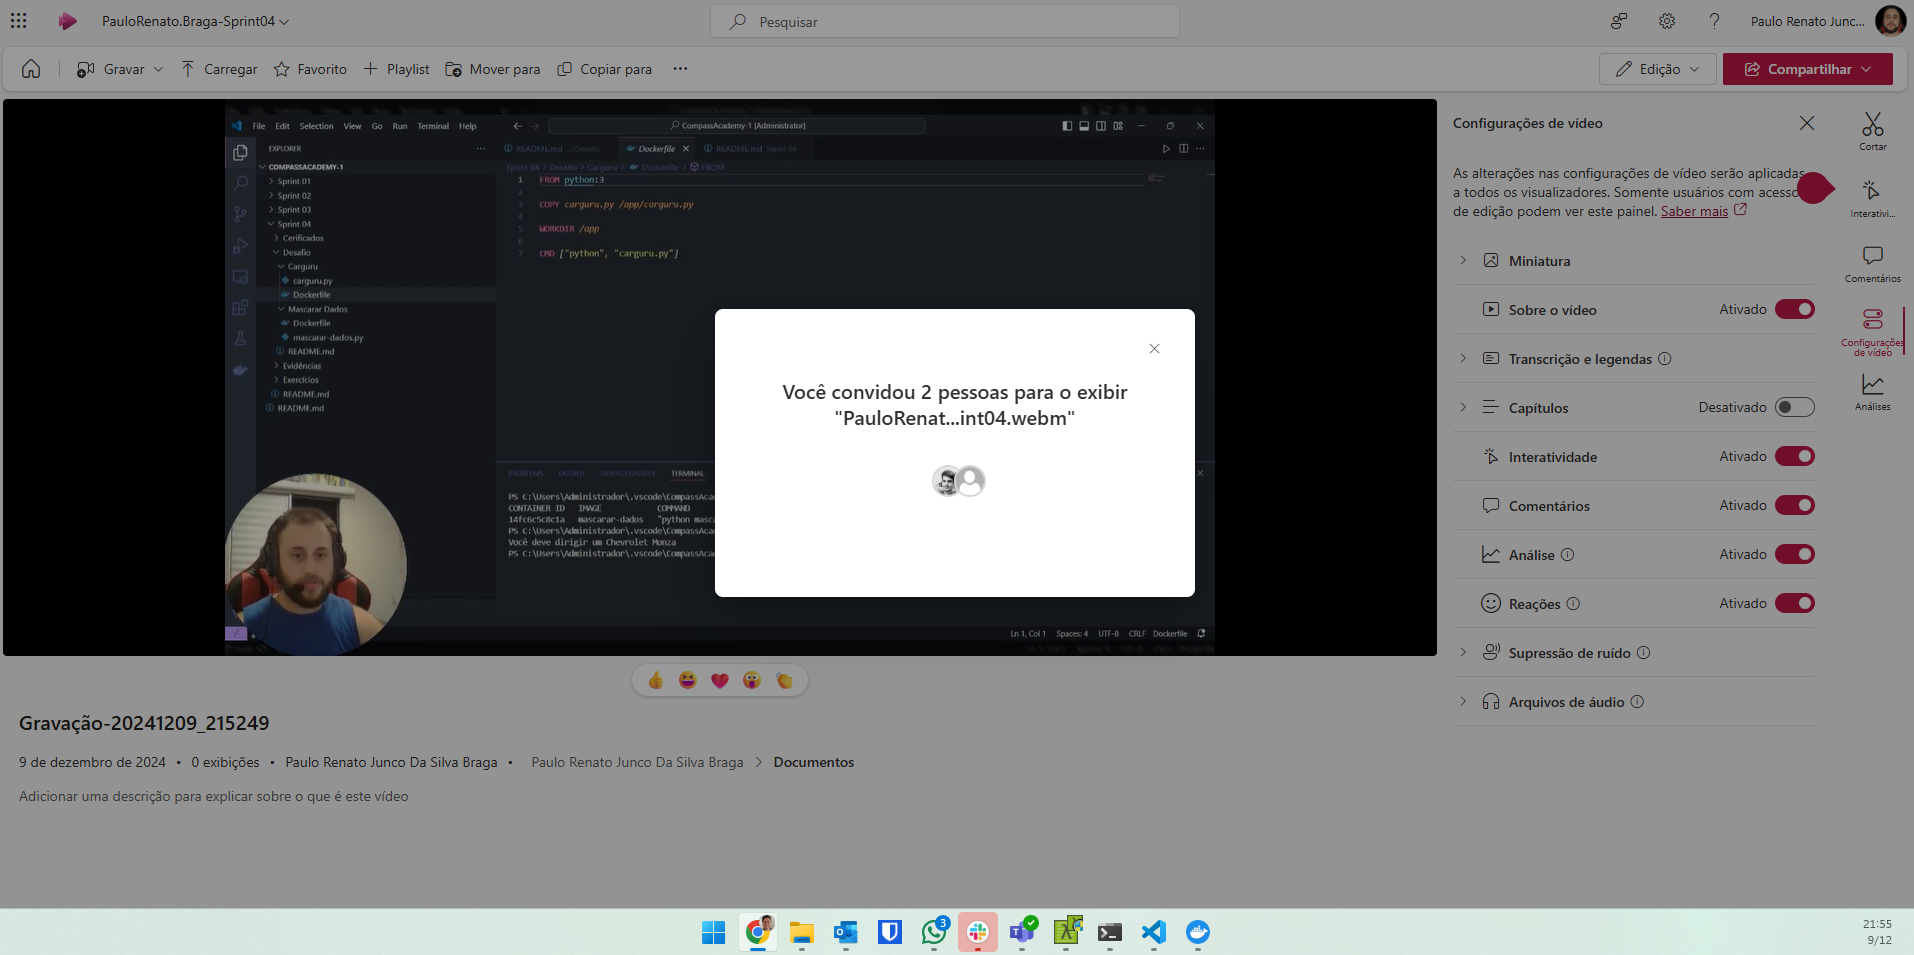 PauloRenato.Braga-Sprint04
Pesquisar
Paulo Renato Junc...
Gravar
Carregar
Favorito
Playlist
Mover para
Copiar para
Edição
Compartilhar
File Edit Selection View Go Run Terminal Help
CompassAcademy-1 [Administrator]
EXPLORER
COMPASSACADEMY-1
Sprint 01
Sprint 02
Sprint 03
Sprint 04
Cerificados
Desafio
Carguru
carguru.py
Dockerfile
Mascarar Dados
Dockerfile
mascarar-dados.py
README.md
Evidências
Exercícios
README.md
README.md
README.md ...\Desafio
Dockerfile
README.md Sprint 04
Sprint 04 > Desafio > Carguru > Dockerfile > FROM
1 FROM python:3
2
3 COPY carguru.py /app/carguru.py
4
5 WORKDIR /app
6
7 CMD ["python", "carguru.py"]
PROBLEMS OUTPUT DEBUG CONSOLE TERMINAL
PS C:\Users\Administrador\.vscode\CompassAca
CONTAINER ID IMAGE COMMAND
14fc6c5c8c1a mascarar-dados "python masca
PS C:\Users\Administrador\.vscode\CompassAca
Você deve dirigir um Chevrolet Monza
PS C:\Users\Administrador\.vscode\CompassAca
Ln 1, Col 1 Spaces: 4 UTF-8 CRLF Dockerfile
Você convidou 2 pessoas para o exibir
"PauloRenat...int04.webm"
Configurações de vídeo
As alterações nas configurações de vídeo serão aplicadas
a todos os visualizadores. Somente usuários com acesso
de edição podem ver este painel. Saber mais
Miniatura
Sobre o vídeo Ativado
Transcrição e legendas
Capítulos Desativado
Interatividade Ativado
Comentários Ativado
Análise Ativado
Reações Ativado
Supressão de ruído
Arquivos de áudio
Cortar
Interativi...
Comentários
Configurações
de vídeo
Análises
Gravação-20241209_215249
9 de dezembro de 2024 • 0 exibições • Paulo Renato Junco Da Silva Braga • Paulo Renato Junco Da Silva Braga > Documentos
Adicionar uma descrição para explicar sobre o que é este vídeo
3
21:55
9/12